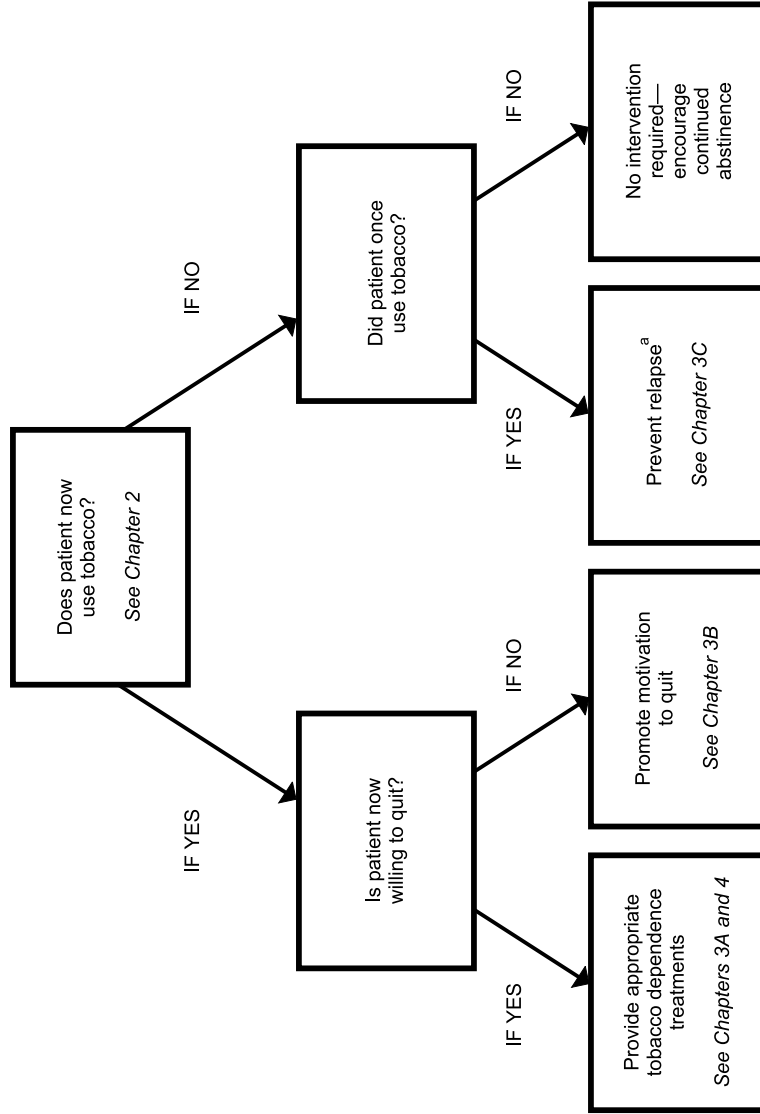 Does patient now
use tobacco?
See Chapter 2
IF YES
IF NO
Is patient now
willing to quit?
Did patient once
use tobacco?
IF YES
IF NO
IF YES
IF NO
Provide appropriate
tobacco dependence
treatments
See Chapters 3A and 4
Promote motivation
to quit
See Chapter 3B
Prevent relapseᵃ
See Chapter 3C
No intervention
required—
encourage
continued
abstinence